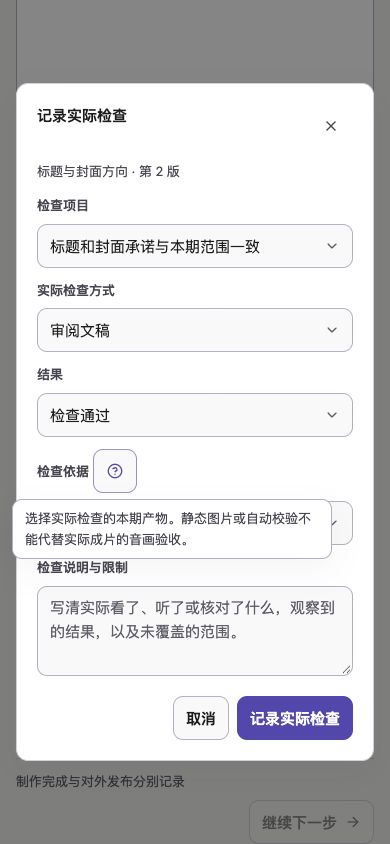 记录实际检查
标题与封面方向 · 第 2 版
检查项目
标题和封面承诺与本期范围一致
实际检查方式
审阅文稿
结果
检查通过
检查依据
选择实际检查的本期产物。静态图片或自动校验不
能代替实际成片的音画验收。
检查说明与限制
写清实际看了、听了或核对了什么，观察到
的结果，以及未覆盖的范围。
取消
记录实际检查
制作完成与对外发布分别记录
继续下一步